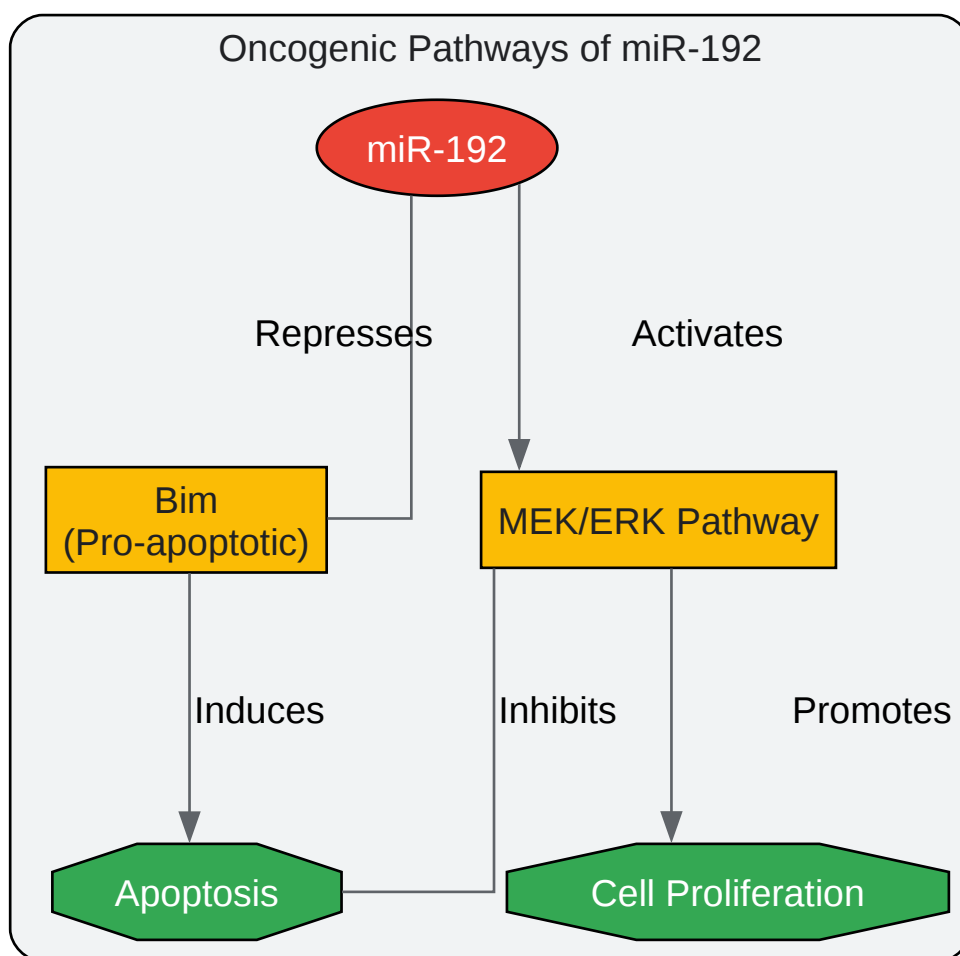 Oncogenic Pathways of miR-192
miR-192
Represses
Activates
Bim
(Pro-apoptotic)
MEK/ERK Pathway
Induces
Inhibits
Promotes
Apoptosis
Cell Proliferation